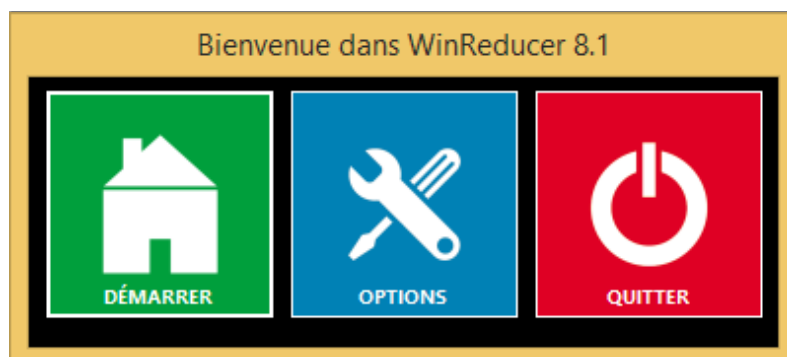 Bienvenue dans WinReducer 8.1
DÉMARRER
OPTIONS
QUITTER